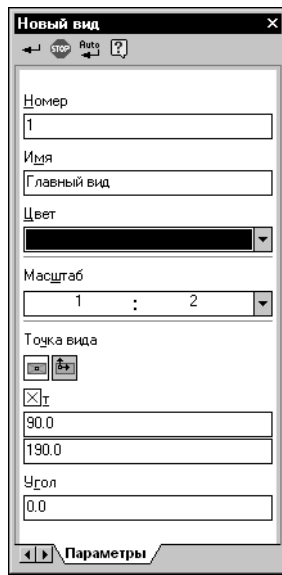 Новый вид
STOP Auto ?
Номер
1
Имя
Главный вид
Цвет
Масштаб
1 : 2
Точка вида
т
90.0
190.0
Угол
0.0
Параметры